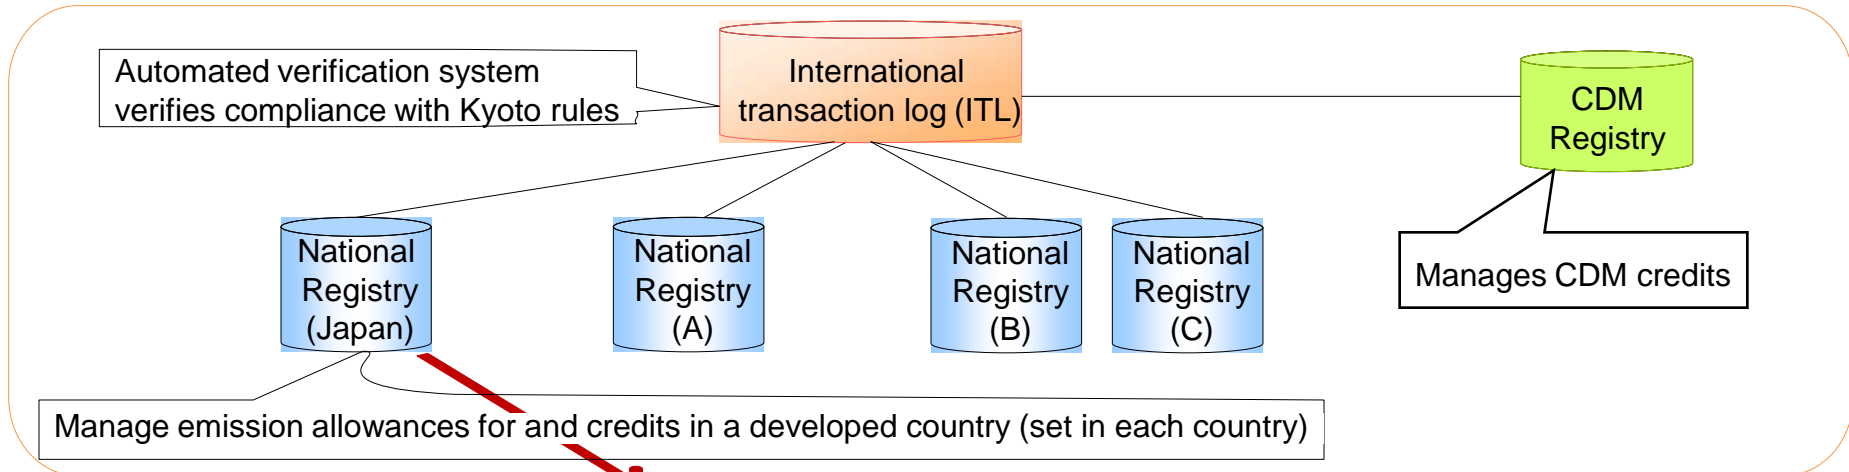 Automated verification system
verifies compliance with Kyoto rules
International
transaction log (ITL)
CDM
Registry
National
Registry
(Japan)
National
Registry
(A)
National
Registry
(B)
National
Registry
(C)
Manages CDM credits
Manage emission allowances for and credits in a developed country (set in each country)